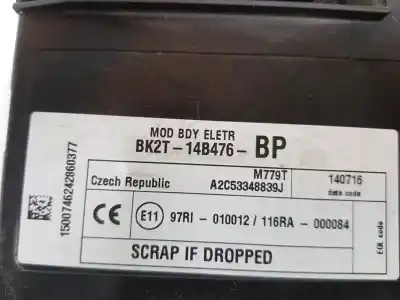 MOD BDY ELETR
BK2T-14B476-BP
M779T
Czech Republic A2C53348839J
140716
data code
CE E11 97RI - 010012 / 116RA - 000084
EOL code
SCRAP IF DROPPED
1500746242860377